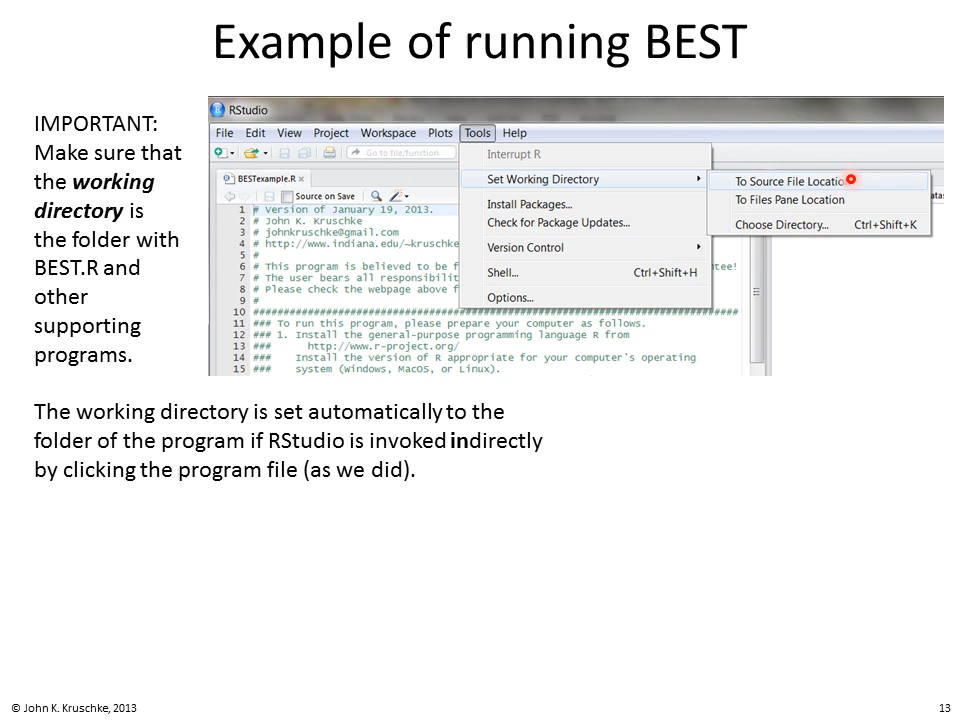 Example of running BEST
IMPORTANT:
Make sure that
the working
directory is
the folder with
BEST.R and
other
supporting
programs.
RStudio
File Edit View Project Workspace Plots Tools Help
Go to file/function
Interrupt R
Set Working Directory
Install Packages...
Check for Package Updates...
Version Control
Shell... Ctrl+Shift+H
Options...
To Source File Locatio
To Files Pane Location
Choose Directory... Ctrl+Shift+K
BESTexample.R
Source on Save
1 # Version of January 19, 2013.
2 # John K. Kruschke
3 # johnkruschke@gmail.com
4 # http://www.indiana.edu/~kruschke
5 #
6 # This program is believed to be f
7 # The user bears all responsibilit
8 # Please check the webpage above f
9 #
10 ################################################################################
11 ### To run this program, please prepare your computer as follows.
12 ### 1. Install the general-purpose programming language R from
13 ### http://www.r-project.org/
14 ### Install the version of R appropriate for your computer's operating
15 ### system (Windows, MacOS, or Linux).
The working directory is set automatically to the
folder of the program if RStudio is invoked indirectly
by clicking the program file (as we did).
© John K. Kruschke, 2013
13